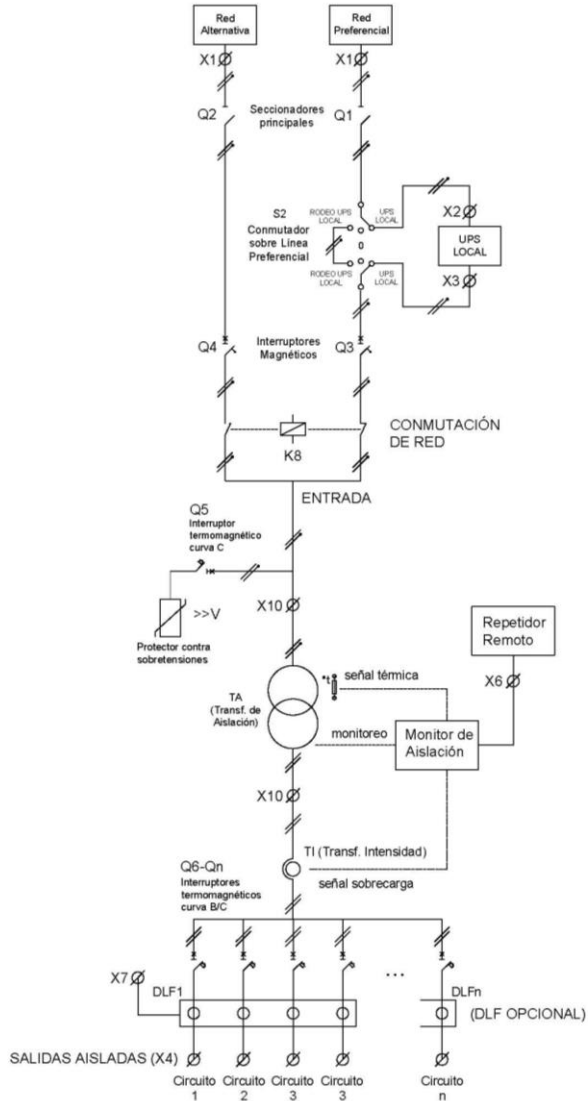 Red
Alternativa
Red
Preferencial
X1
X1
Q2
Seccionadores
principales
Q1
S2
Conmutador
sobre Línea
Preferencial
RODEO UPS
LOCAL
UPS
LOCAL
X2
UPS
LOCAL
X3
RODEO UPS
LOCAL
UPS
LOCAL
Q4
Interruptores
Magnéticos
Q3
K8
CONMUTACIÓN
DE RED
ENTRADA
Q5
Interruptor
termomagnético
curva C
>>V
Protector contra
sobretensiones
X10
Repetidor
Remoto
X6
TA
(Transf. de
Aislación)
señal térmica
monitoreo
Monitor de
Aislación
X10
TI (Transf. Intensidad)
señal sobrecarga
Q6-Qn
Interruptores
termomagnéticos
curva B/C
X7
DLF1
...
DLFn
(DLF OPCIONAL)
SALIDAS AISLADAS (X4)
Circuito
1
Circuito
2
Circuito
3
Circuito
3
Circuito
n